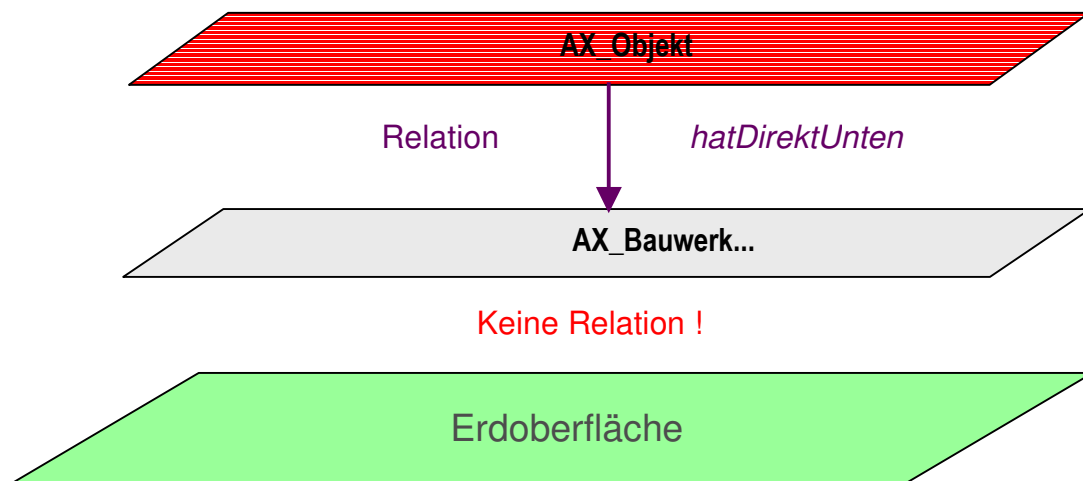 AX_Objekt
Relation hatDirektUnten
AX_Bauwerk...
Keine Relation !
Erdoberfläche